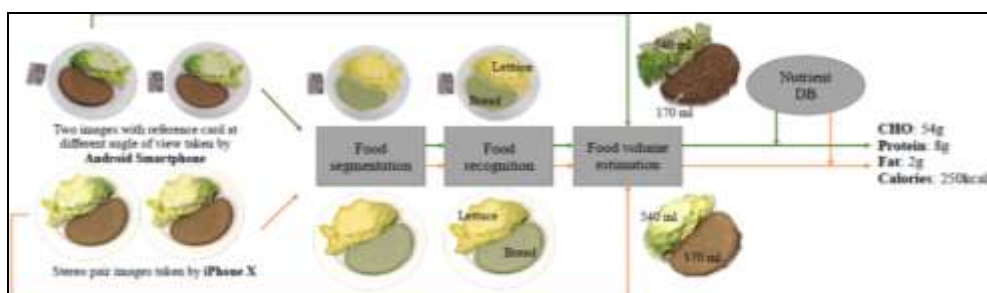 Two images with reference card at
different angle of view taken by
Android Smartphone
Stereo pair images taken by iPhone X
Lettuce
Bread
Food
segmentation
Food
recognition
Food volume
estimation
Lettuce
Bread
540 ml
170 ml
540 ml
170 ml
Nutrient
DB
CHO: 54g
Protein: 8g
Fat: 2g
Calories: 250kcal